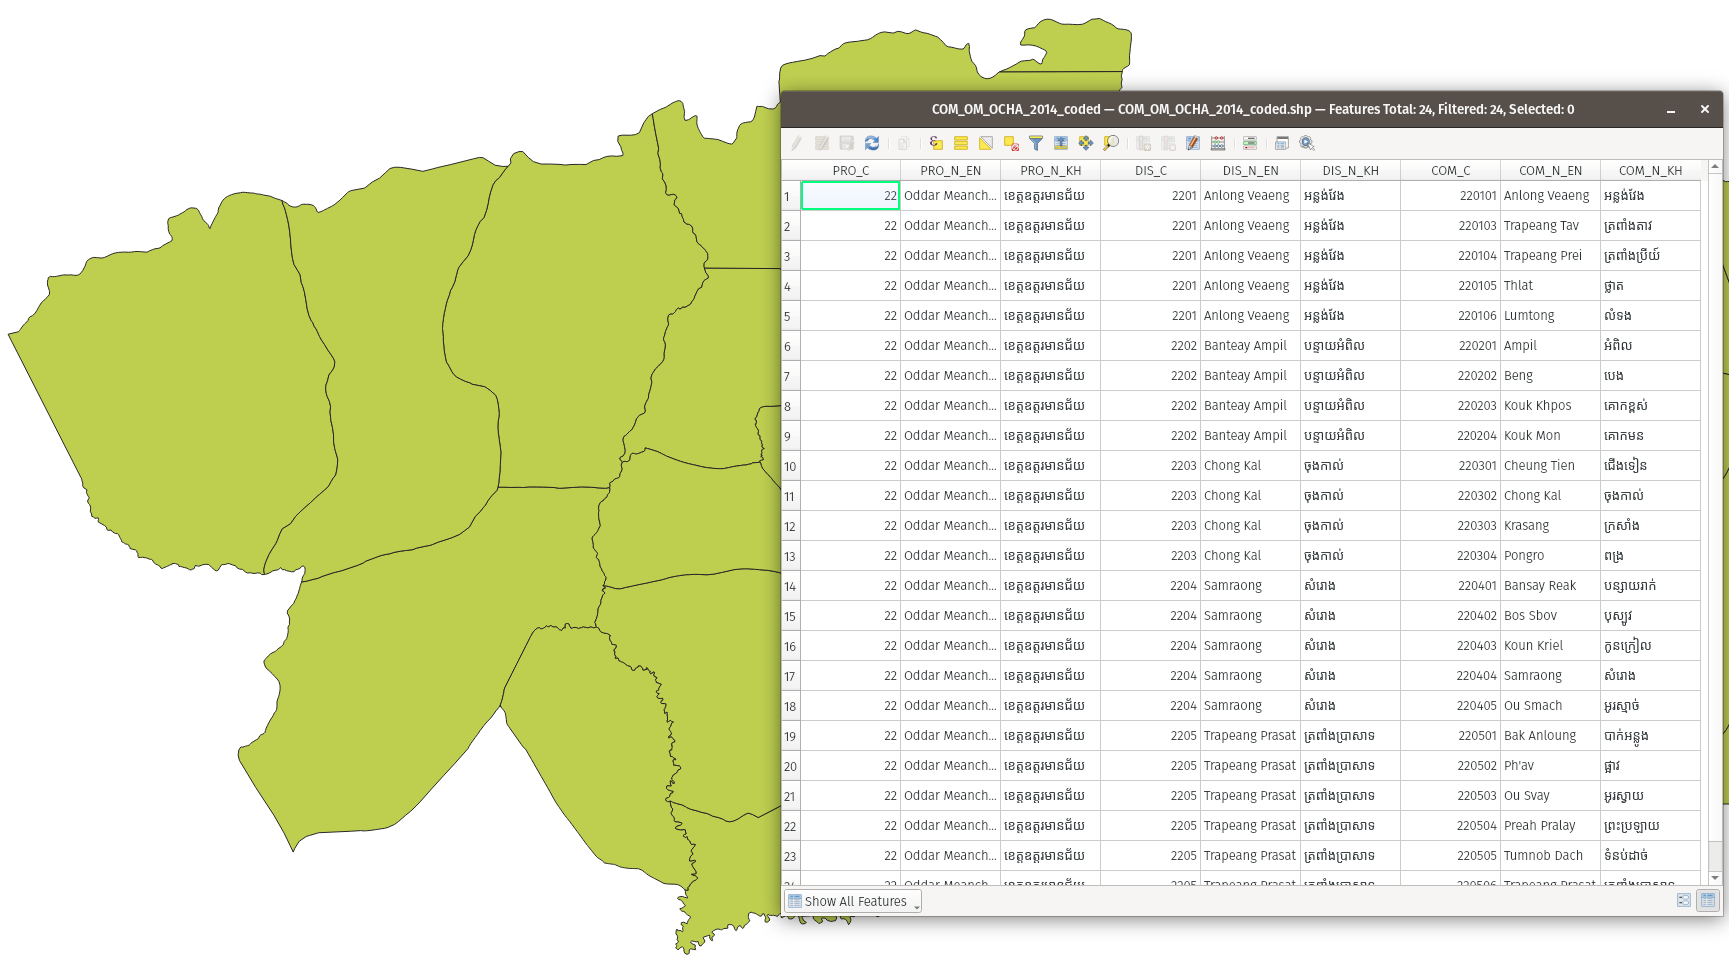 COM_OM_OCHA_2014_coded — COM_OM_OCHA_2014_coded.shp — Features Total: 24, Filtered: 24, Selected: 0
PRO_C PRO_N_EN PRO_N_KH DIS_C DIS_N_EN DIS_N_KH COM_C COM_N_EN COM_N_KH
1 22 Oddar Meanch... ខេត្តឧត្តរមានជ័យ 2201 Anlong Veaeng អន្លង់វែង 220101 Anlong Veaeng អន្លង់វែង
2 22 Oddar Meanch... ខេត្តឧត្តរមានជ័យ 2201 Anlong Veaeng អន្លង់វែង 220103 Trapeang Tav ត្រពាំងតាវ
3 22 Oddar Meanch... ខេត្តឧត្តរមានជ័យ 2201 Anlong Veaeng អន្លង់វែង 220104 Trapeang Prei ត្រពាំងប្រីយ៍
4 22 Oddar Meanch... ខេត្តឧត្តរមានជ័យ 2201 Anlong Veaeng អន្លង់វែង 220105 Thlat ថ្លាត
5 22 Oddar Meanch... ខេត្តឧត្តរមានជ័យ 2201 Anlong Veaeng អន្លង់វែង 220106 Lumtong លំទង
6 22 Oddar Meanch... ខេត្តឧត្តរមានជ័យ 2202 Banteay Ampil បន្ទាយអំពិល 220201 Ampil អំពិល
7 22 Oddar Meanch... ខេត្តឧត្តរមានជ័យ 2202 Banteay Ampil បន្ទាយអំពិល 220202 Beng បេង
8 22 Oddar Meanch... ខេត្តឧត្តរមានជ័យ 2202 Banteay Ampil បន្ទាយអំពិល 220203 Kouk Khpos គោកខ្ពស់
9 22 Oddar Meanch... ខេត្តឧត្តរមានជ័យ 2202 Banteay Ampil បន្ទាយអំពិល 220204 Kouk Mon គោកមន
10 22 Oddar Meanch... ខេត្តឧត្តរមានជ័យ 2203 Chong Kal ចុងកាល់ 220301 Cheung Tien ជើងទៀន
11 22 Oddar Meanch... ខេត្តឧត្តរមានជ័យ 2203 Chong Kal ចុងកាល់ 220302 Chong Kal ចុងកាល់
12 22 Oddar Meanch... ខេត្តឧត្តរមានជ័យ 2203 Chong Kal ចុងកាល់ 220303 Krasang ក្រសាំង
13 22 Oddar Meanch... ខេត្តឧត្តរមានជ័យ 2203 Chong Kal ចុងកាល់ 220304 Pongro ពង្រ
14 22 Oddar Meanch... ខេត្តឧត្តរមានជ័យ 2204 Samraong សំរោង 220401 Bansay Reak បន្សាយរាក់
15 22 Oddar Meanch... ខេត្តឧត្តរមានជ័យ 2204 Samraong សំរោង 220402 Bos Sbov បុស្បូវ
16 22 Oddar Meanch... ខេត្តឧត្តរមានជ័យ 2204 Samraong សំរោង 220403 Koun Kriel កូនក្រៀល
17 22 Oddar Meanch... ខេត្តឧត្តរមានជ័យ 2204 Samraong សំរោង 220404 Samraong សំរោង
18 22 Oddar Meanch... ខេត្តឧត្តរមានជ័យ 2204 Samraong សំរោង 220405 Ou Smach អូរស្មាច់
19 22 Oddar Meanch... ខេត្តឧត្តរមានជ័យ 2205 Trapeang Prasat ត្រពាំងប្រាសាទ 220501 Bak Anloung បាក់អន្លូង
20 22 Oddar Meanch... ខេត្តឧត្តរមានជ័យ 2205 Trapeang Prasat ត្រពាំងប្រាសាទ 220502 Ph'av ផ្អាវ
21 22 Oddar Meanch... ខេត្តឧត្តរមានជ័យ 2205 Trapeang Prasat ត្រពាំងប្រាសាទ 220503 Ou Svay អូរស្វាយ
22 22 Oddar Meanch... ខេត្តឧត្តរមានជ័យ 2205 Trapeang Prasat ត្រពាំងប្រាសាទ 220504 Preah Pralay ព្រះប្រឡាយ
23 22 Oddar Meanch... ខេត្តឧត្តរមានជ័យ 2205 Trapeang Prasat ត្រពាំងប្រាសាទ 220505 Tumnob Dach ទំនប់ដាច់
24 22 Oddar Meanch... ខេត្តឧត្តរមានជ័យ 2205 Trapeang Prasat ត្រពាំងប្រាសាទ 220506 Trapeang Prasat ត្រពាំងប្រាសាទ
Show All Features